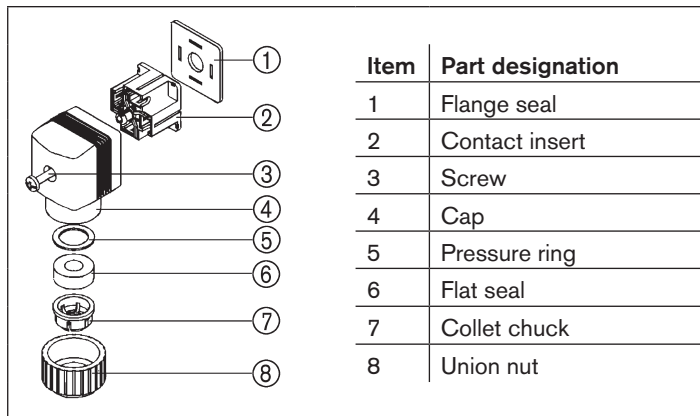 ①
②
③
④
⑤
⑥
⑦
⑧
Item Part designation
1 Flange seal
2 Contact insert
3 Screw
4 Cap
5 Pressure ring
6 Flat seal
7 Collet chuck
8 Union nut